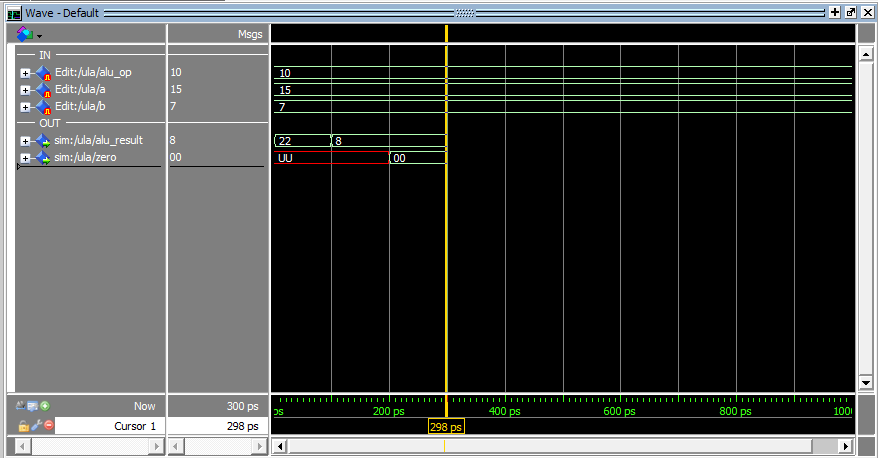 Wave - Default
Msgs
IN
Edit:/ula/alu_op 10 10
Edit:/ula/a 15 15
Edit:/ula/b 7 7
OUT
sim:/ula/alu_result 8 22 8
sim:/ula/zero 00 UU 00
Now 300 ps ps 200 ps 400 ps 600 ps 800 ps 1000
Cursor 1 298 ps 298 ps